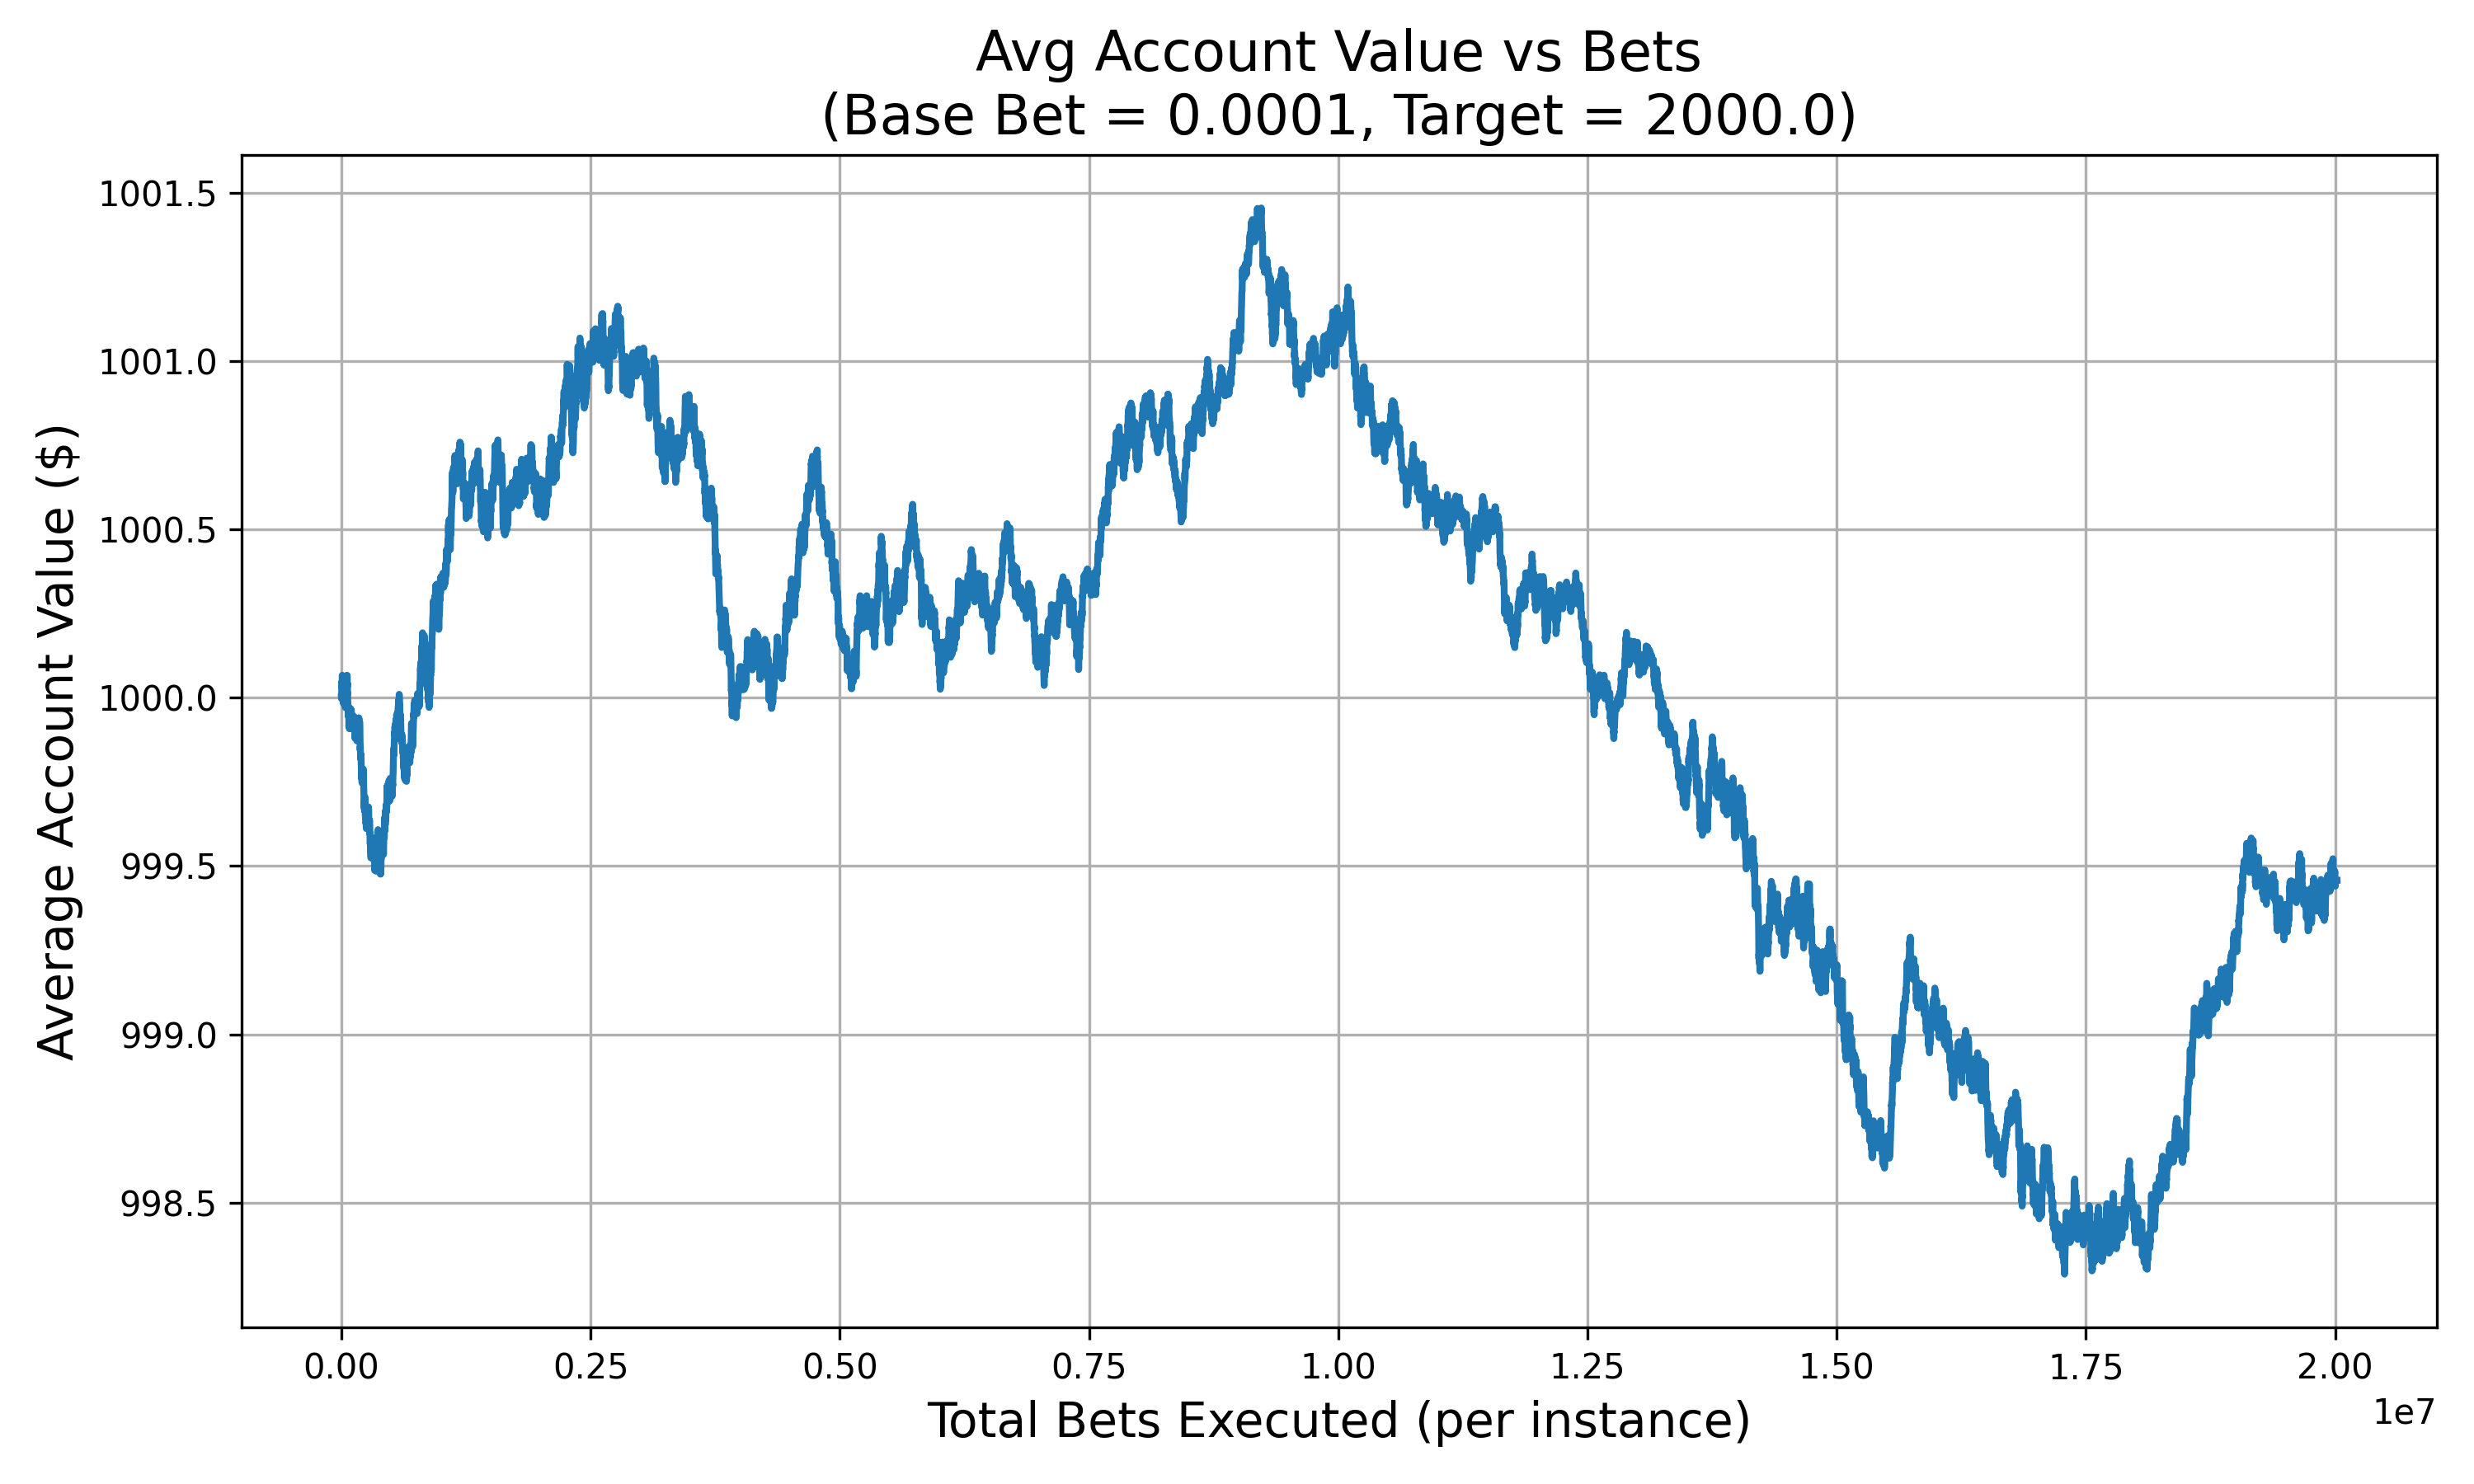 Avg Account Value vs Bets
(Base Bet = 0.0001, Target = 2000.0)
Average Account Value ($)
1001.5
1001.0
1000.5
1000.0
999.5
999.0
998.5
0.00 0.25 0.50 0.75 1.00 1.25 1.50 1.75 2.00
1e7
Total Bets Executed (per instance)